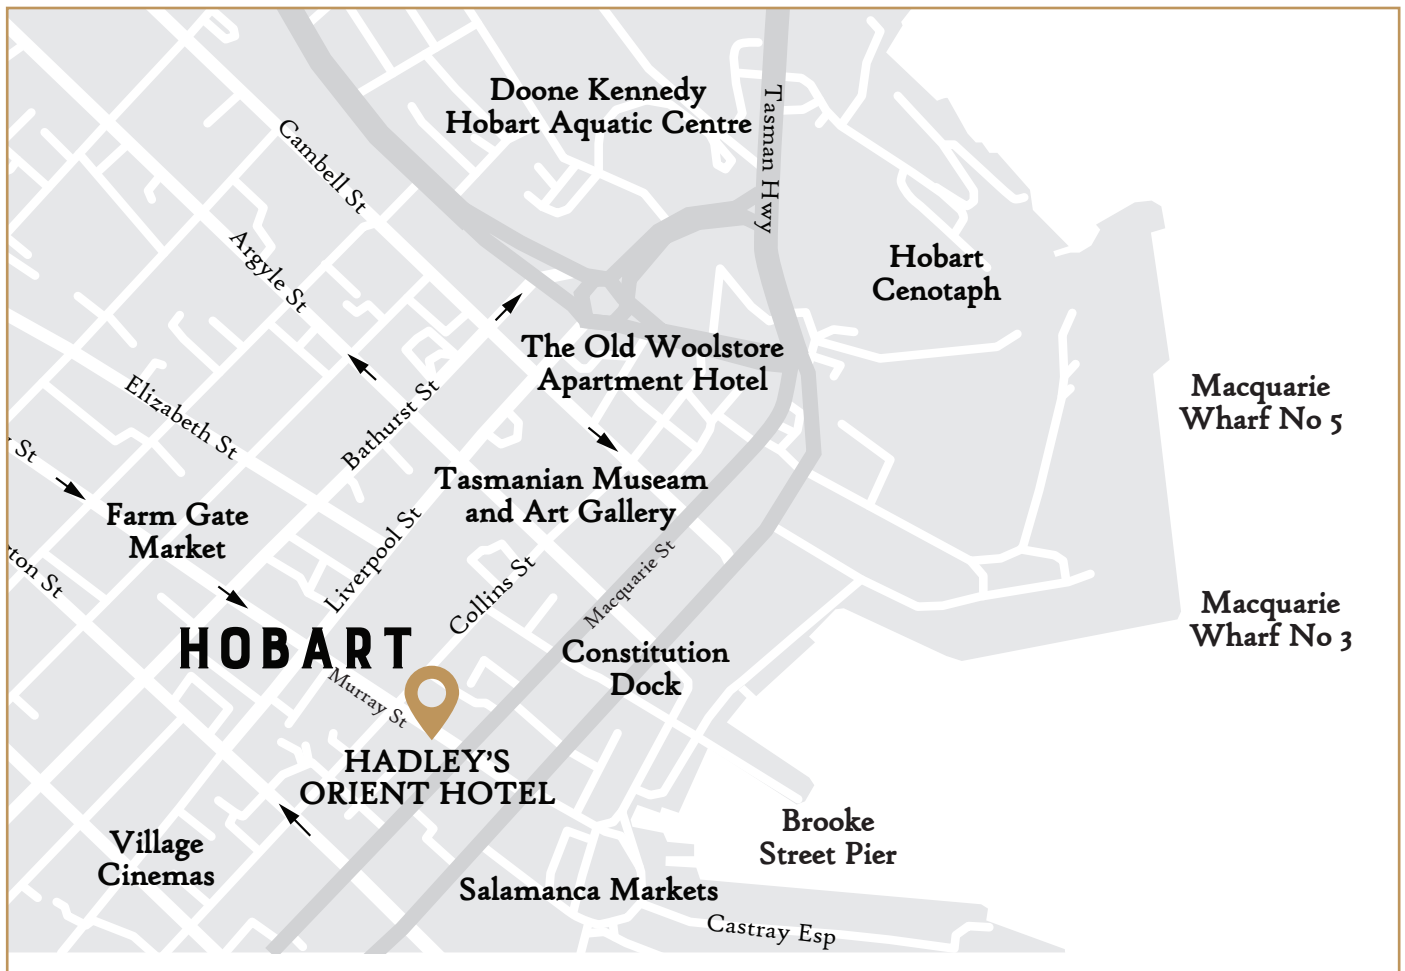 Doone Kennedy
Hobart Aquatic Centre
Tasman Hwy
Cambell St
Argyle St
Hobart
Cenotaph
The Old Woolstore
Apartment Hotel
Elizabeth St
Bathurst St
Macquarie
Wharf No 5
St
Tasmanian Museam
and Art Gallery
Farm Gate
Market
Liverpool St
Collins St
Macquarie St
ton St
Macquarie
Wharf No 3
HOBART
Constitution
Dock
Murray St
HADLEY'S
ORIENT HOTEL
Brooke
Street Pier
Village
Cinemas
Salamanca Markets
Castray Esp